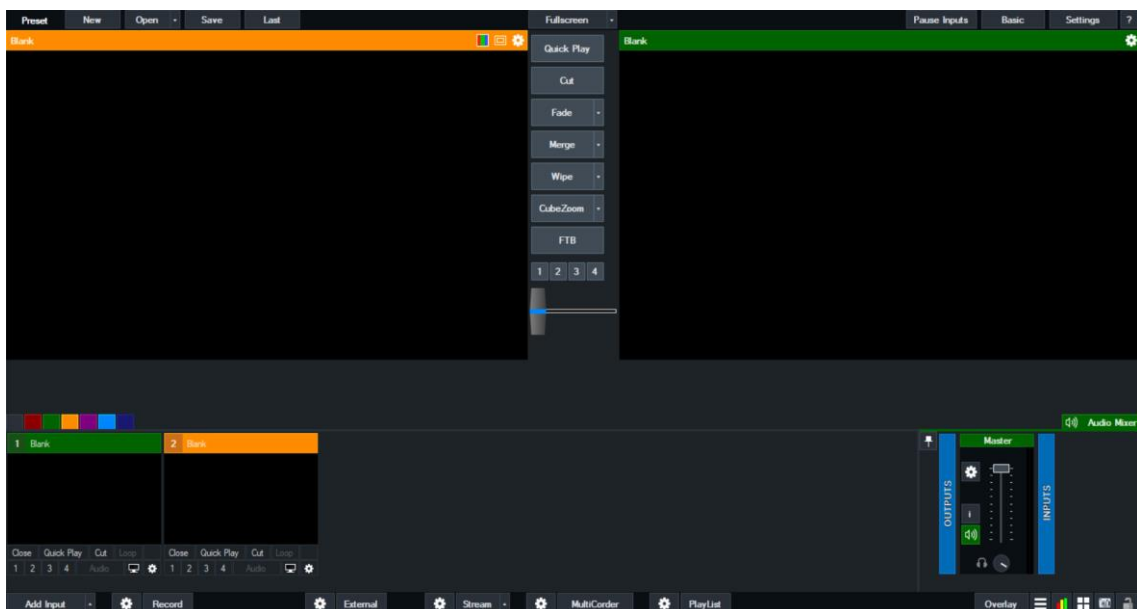 Preset New Open Save Last Fullscreen Pause Inputs Basic Settings ?
Blank
Blank
Quick Play
Cut
Fade
Merge
Wipe
CubeZoom
FTB
1 2 3 4
Audio Mixer
1 Blank
2 Blank
Master
OUTPUTS
INPUTS
i
Close Quick Play Cut Loop
1 2 3 4 Audio
Close Quick Play Cut Loop
1 2 3 4 Audio
Add Input Record External Stream MultiCorder PlayList Overlay